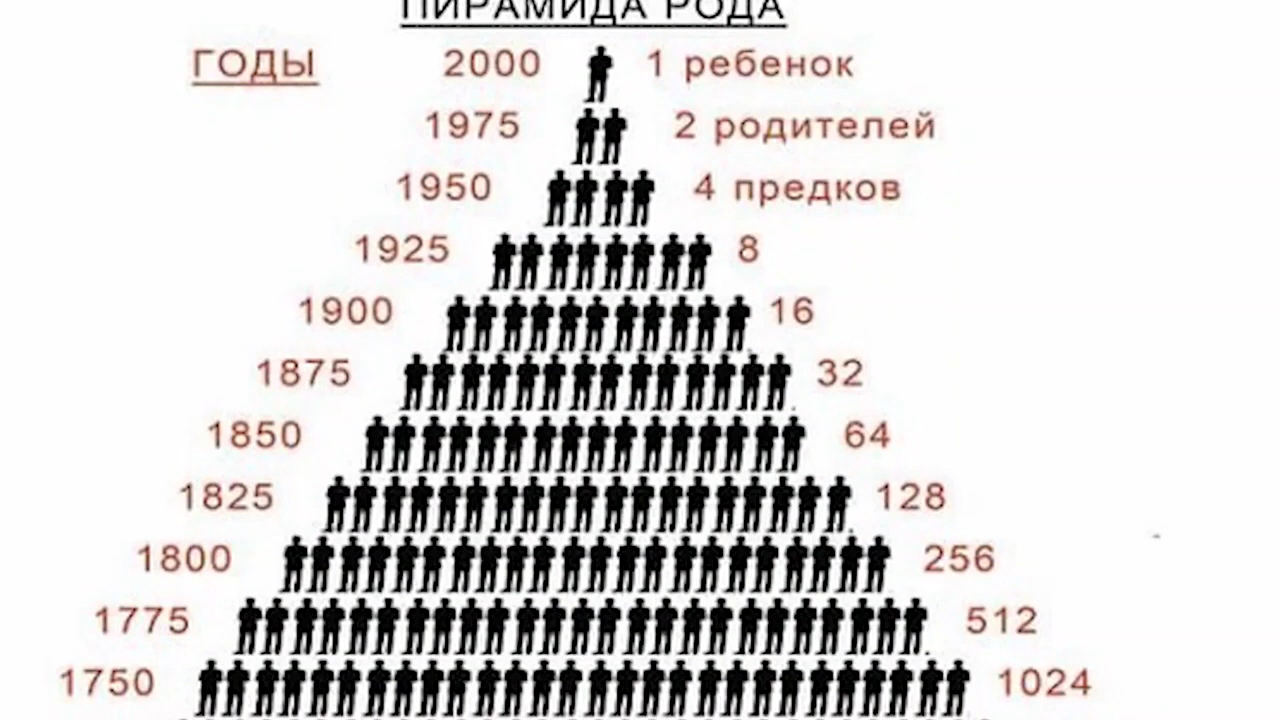 ПИРАМИДА РОДА
ГОДЫ 2000 1 ребенок
1975 2 родителей
1950 4 предков
1925 8
1900 16
1875 32
1850 64
1825 128
1800 256
1775 512
1750 1024